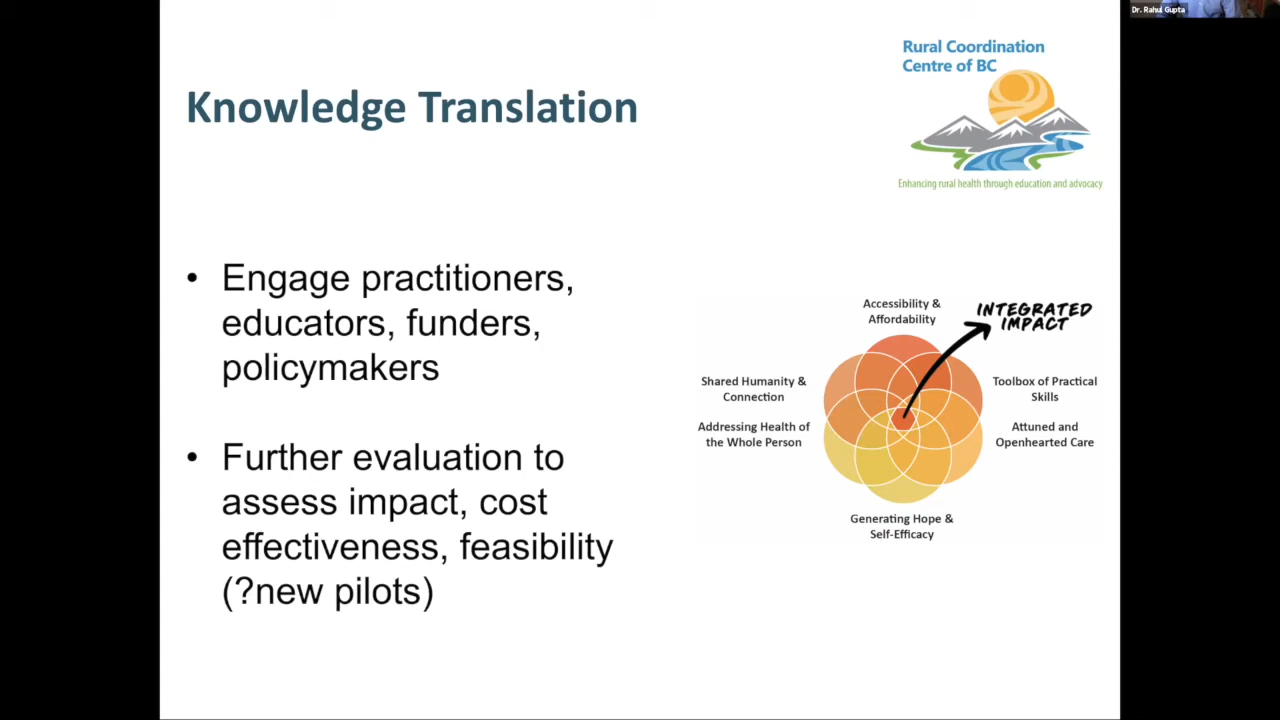 Dr. Rahul Gupta
Rural Coordination
Centre of BC
Enhancing rural health through education and advocacy
Knowledge Translation
• Engage practitioners,
educators, funders,
policymakers
• Further evaluation to
assess impact, cost
effectiveness, feasibility
(?new pilots)
Accessibility &
Affordability
INTEGRATED
IMPACT
Shared Humanity &
Connection
Toolbox of Practical
Skills
Addressing Health of
the Whole Person
Attuned and
Openhearted Care
Generating Hope &
Self-Efficacy